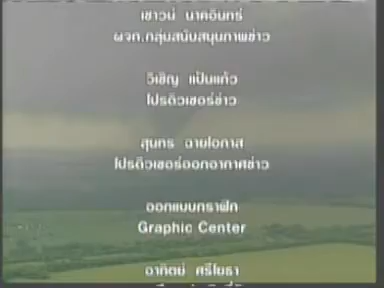 เชาวน์ นาคอินทร์
ผจก.กลุ่มสนับสนุนภาพข่าว
วิเชิญ แป้นแก้ว
โปรดิวเซอร์ข่าว
สุนทร ฉายโอกาส
โปรดิวเซอร์ออกอากาศข่าว
ออกแบบกราฟิก
Graphic Center
อาทิตย์ ศรีโยธา